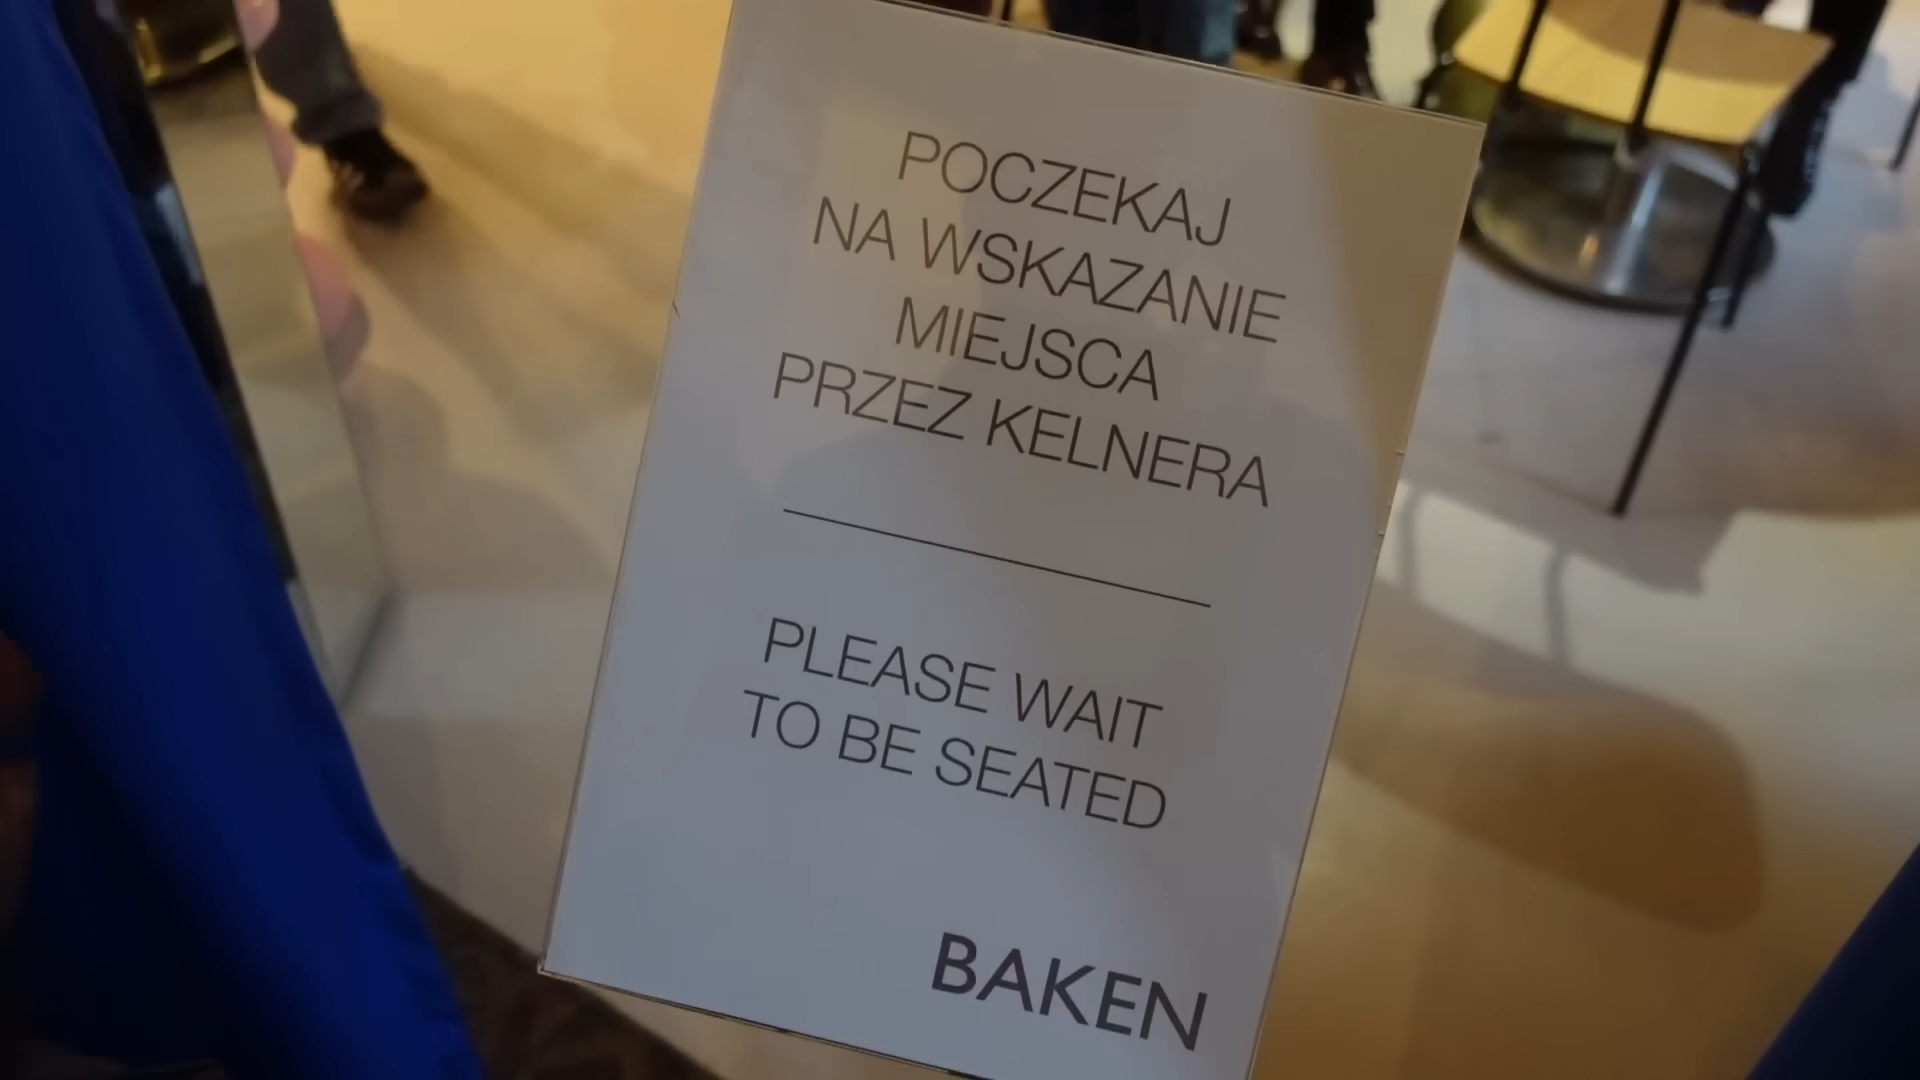 POCZEKAJ
NA WSKAZANIE
MIEJSCA
PRZEZ KELNERA
PLEASE WAIT
TO BE SEATED
BAKEN